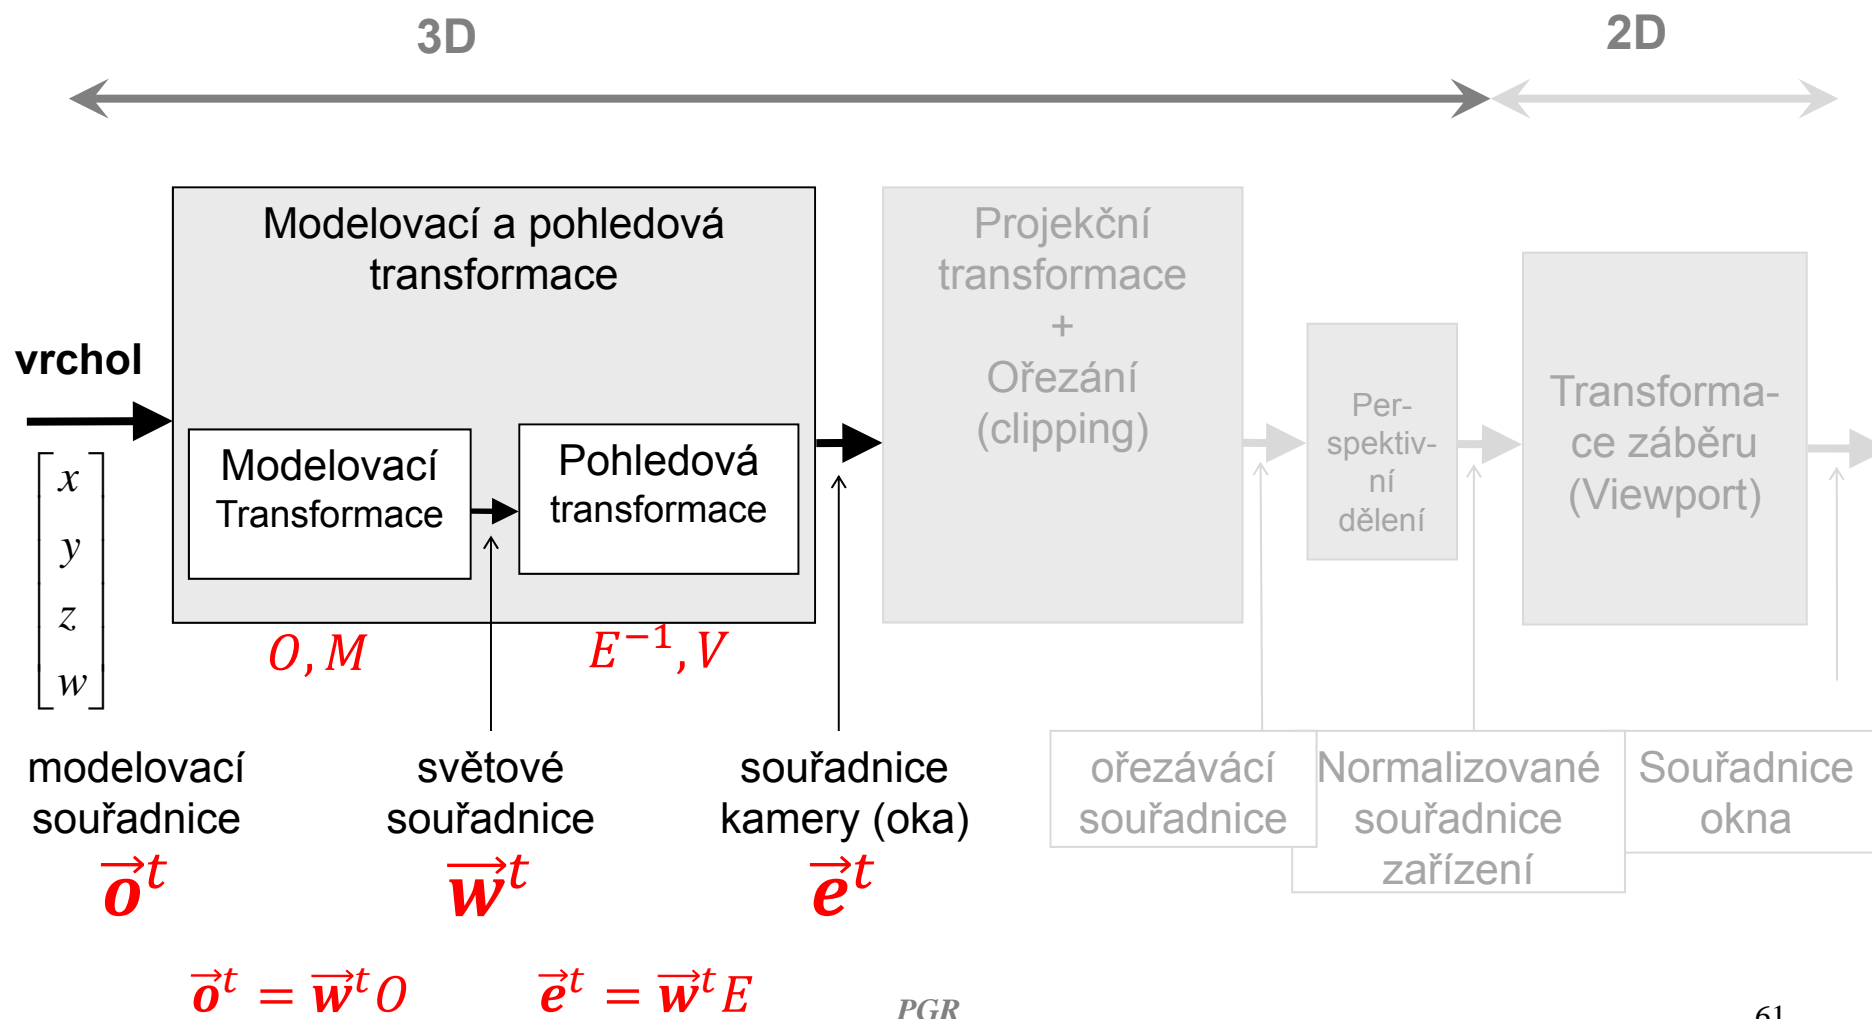 3D
2D
Modelovací a pohledová
transformace
Modelovací
Transformace
Pohledová
transformace
Projekční
transformace
+
Ořezání
(clipping)
Per-
spektiv-
ní
dělení
Transforma-
ce záběru
(Viewport)
vrchol
x
y
z
w
O, M
E⁻¹, V
modelovací
souřadnice
o⃗ᵗ
světové
souřadnice
w⃗ᵗ
souřadnice
kamery (oka)
e⃗ᵗ
ořezávácí
souřadnice
Normalizované
souřadnice
zařízení
Souřadnice
okna
o⃗ᵗ = w⃗ᵗO
e⃗ᵗ = w⃗ᵗE
PGR
61